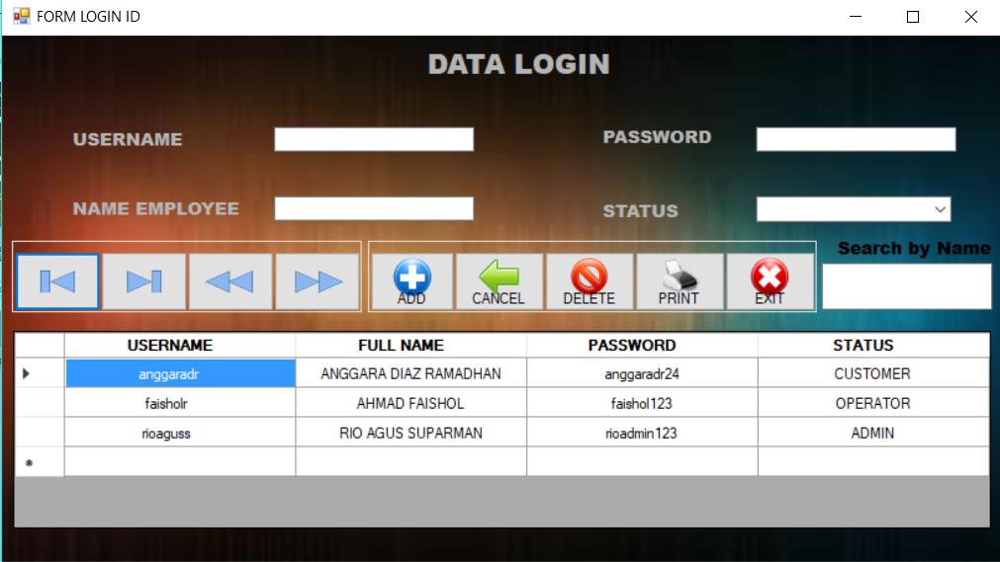 FORM LOGIN ID
DATA LOGIN
USERNAME
PASSWORD
NAME EMPLOYEE
STATUS
Search by Name
ADD CANCEL DELETE PRINT EXIT
USERNAME FULL NAME PASSWORD STATUS
anggaradr ANGGARA DIAZ RAMADHAN anggaradr24 CUSTOMER
faisholr AHMAD FAISHOL faishol123 OPERATOR
rioaguss RIO AGUS SUPARMAN rioadmin123 ADMIN